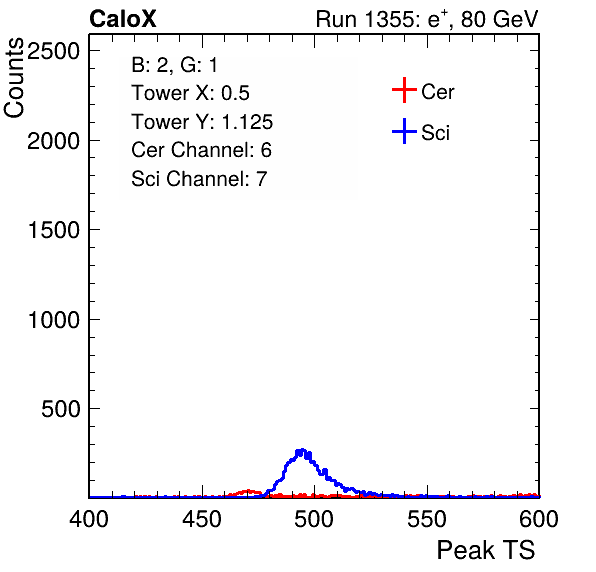 CaloX Run 1355: e⁺, 80 GeV
Counts
B: 2, G: 1
Tower X: 0.5
Tower Y: 1.125
Cer Channel: 6
Sci Channel: 7
Cer
Sci
2500
2000
1500
1000
500
400 450 500 550 600
Peak TS